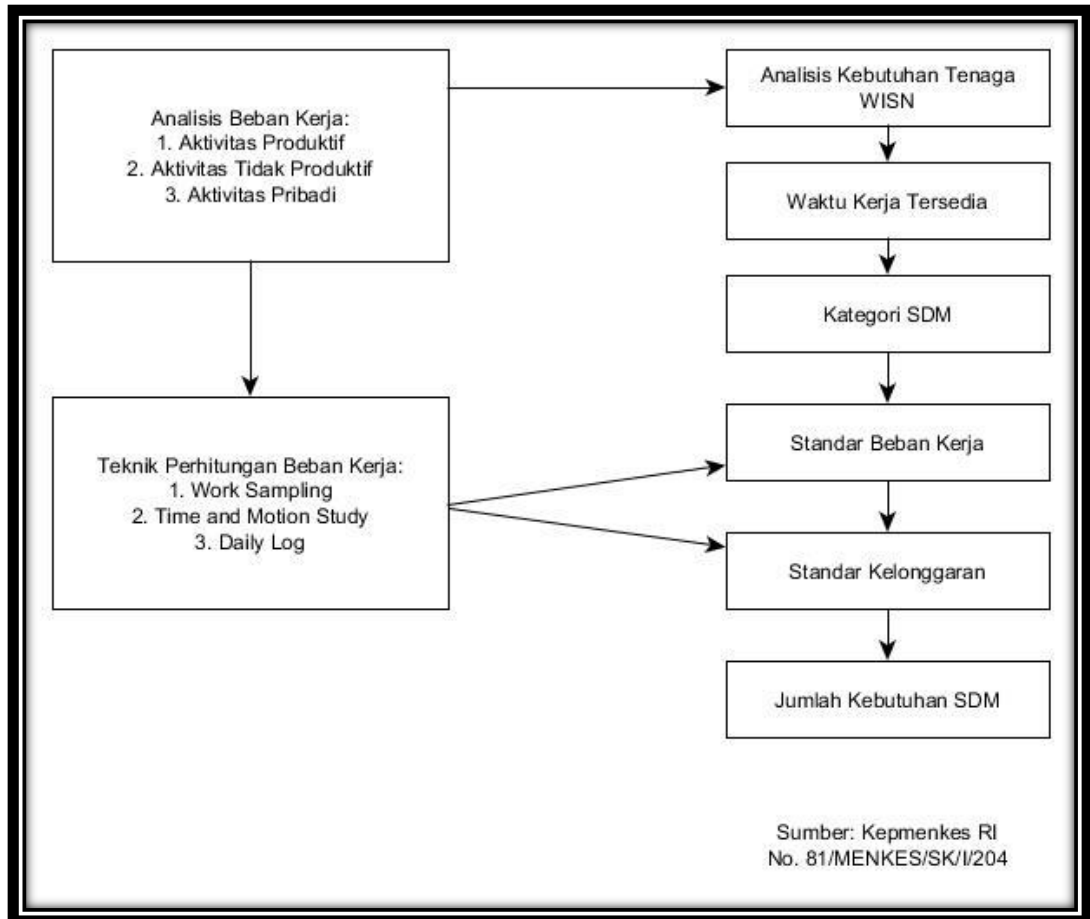 Analisis Beban Kerja:
1. Aktivitas Produktif
2. Aktivitas Tidak Produktif
3. Aktivitas Pribadi
Teknik Perhitungan Beban Kerja:
1. Work Sampling
2. Time and Motion Study
3. Daily Log
Analisis Kebutuhan Tenaga
WISN
Waktu Kerja Tersedia
Kategori SDM
Standar Beban Kerja
Standar Kelonggaran
Jumlah Kebutuhan SDM
Sumber: Kepmenkes RI
No. 81/MENKES/SK/I/204